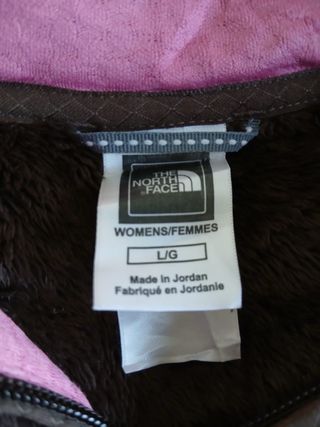 THE
NORTH
FACE
WOMENS/FEMMES
L/G
Made in Jordan
Fabriqué en Jordanie